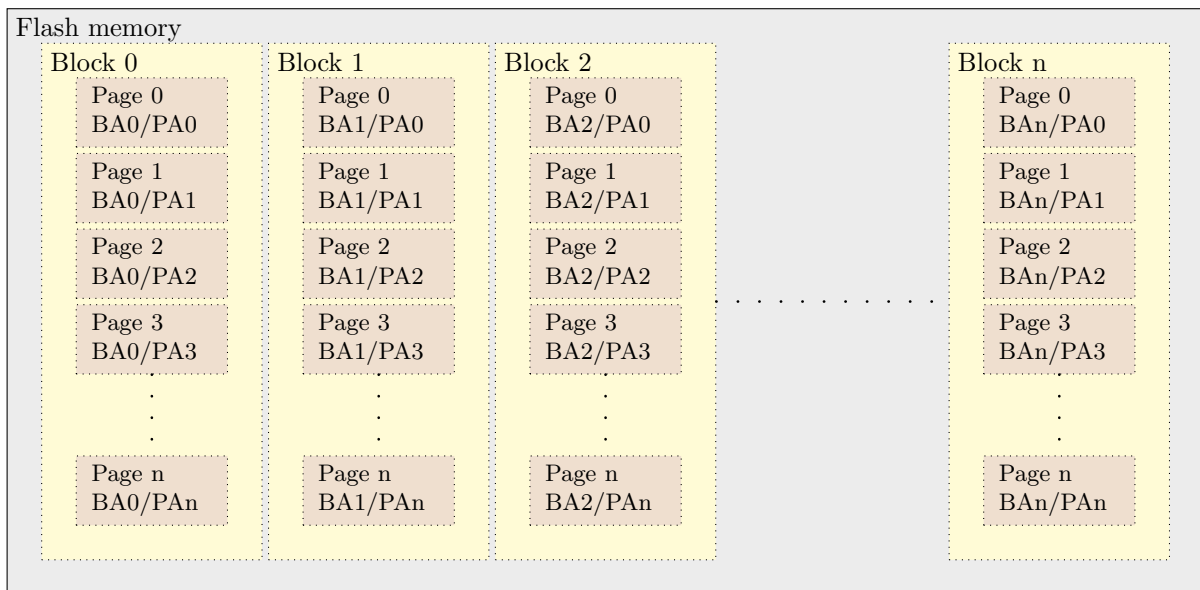 Flash memory
Block 0
Page 0
BA0/PA0
Page 1
BA0/PA1
Page 2
BA0/PA2
Page 3
BA0/PA3
Page n
BA0/PAn
Block 1
Page 0
BA1/PA0
Page 1
BA1/PA1
Page 2
BA1/PA2
Page 3
BA1/PA3
Page n
BA1/PAn
Block 2
Page 0
BA2/PA0
Page 1
BA2/PA1
Page 2
BA2/PA2
Page 3
BA2/PA3
Page n
BA2/PAn
Block n
Page 0
BAn/PA0
Page 1
BAn/PA1
Page 2
BAn/PA2
Page 3
BAn/PA3
Page n
BAn/PAn